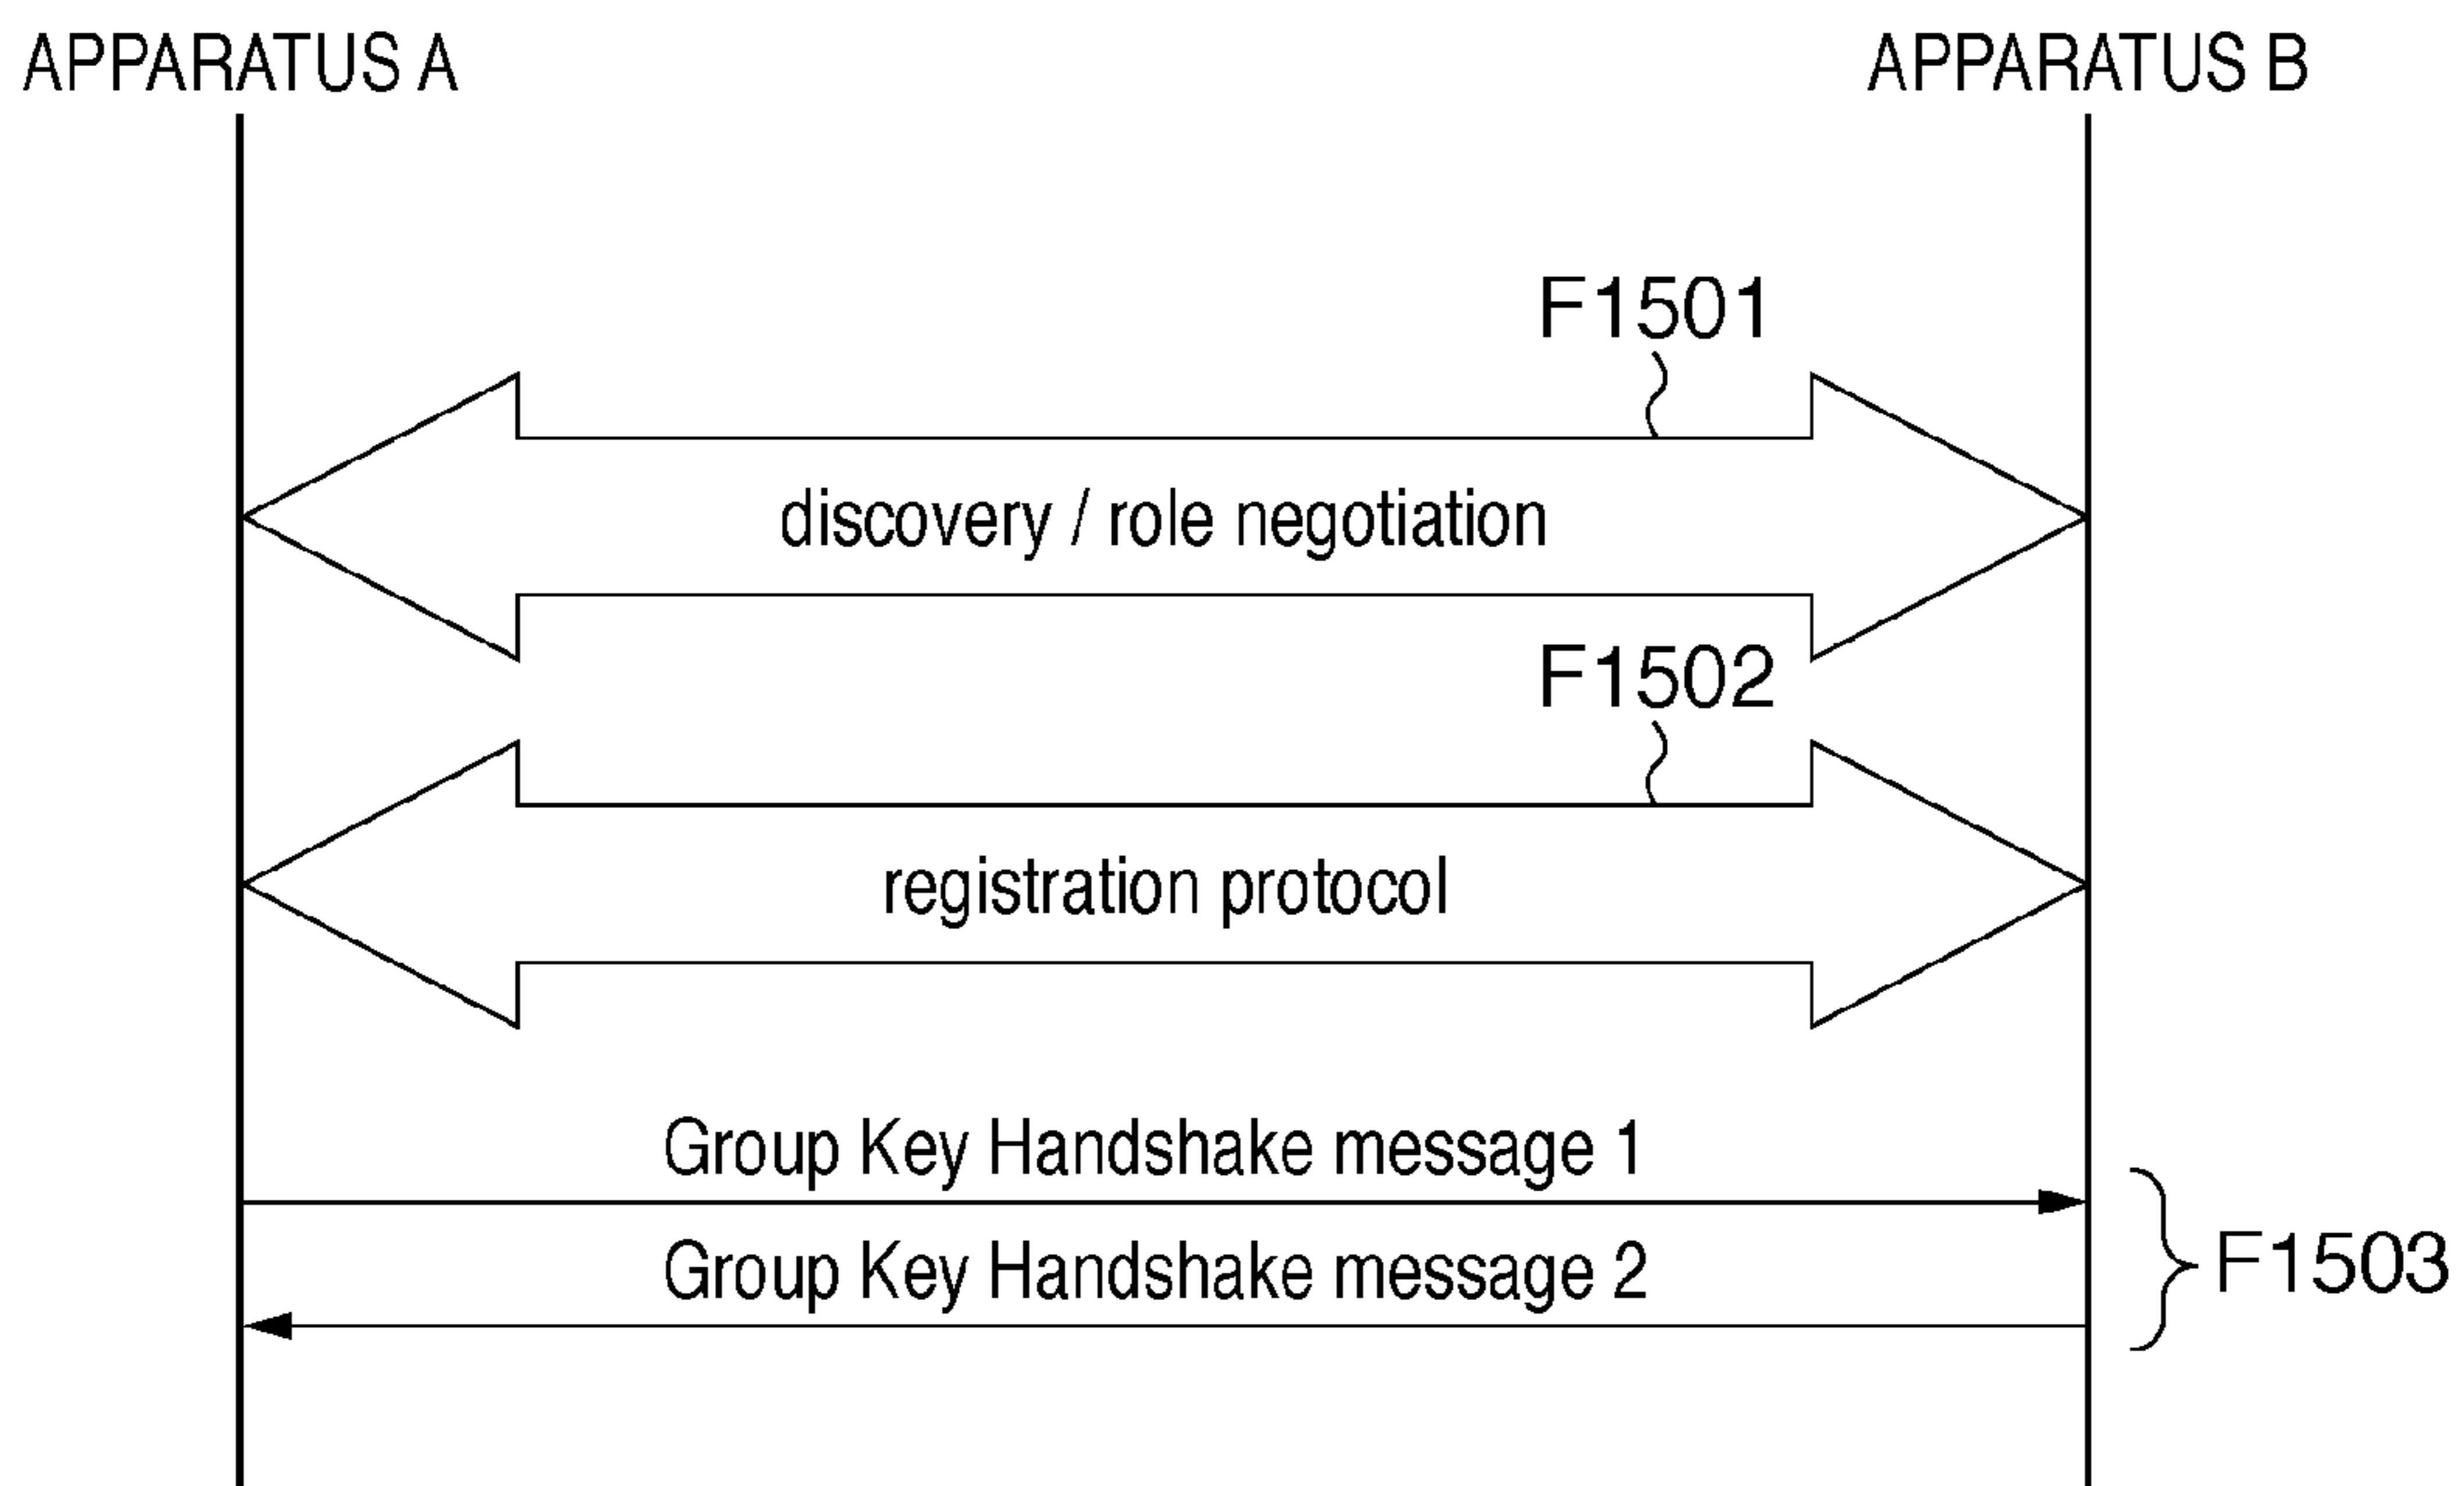 APPARATUS A
APPARATUS B
F1501
discovery / role negotiation
F1502
registration protocol
Group Key Handshake message 1
Group Key Handshake message 2
F1503